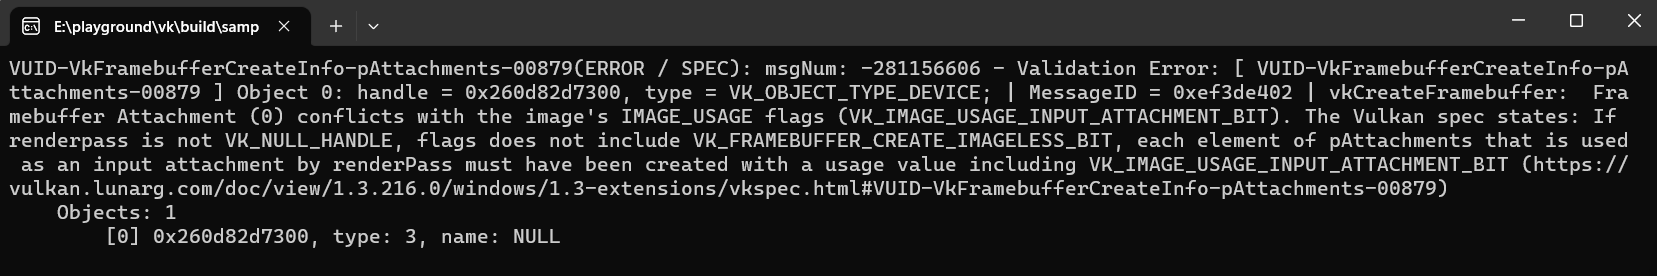 E:\playground\vk\build\samp
VUID-VkFramebufferCreateInfo-pAttachments-00879(ERROR / SPEC): msgNum: -281156606 - Validation Error: [ VUID-VkFramebufferCreateInfo-pA
ttachments-00879 ] Object 0: handle = 0x260d82d7300, type = VK_OBJECT_TYPE_DEVICE; | MessageID = 0xef3de402 | vkCreateFramebuffer:  Fra
mebuffer Attachment (0) conflicts with the image's IMAGE_USAGE flags (VK_IMAGE_USAGE_INPUT_ATTACHMENT_BIT). The Vulkan spec states: If
renderpass is not VK_NULL_HANDLE, flags does not include VK_FRAMEBUFFER_CREATE_IMAGELESS_BIT, each element of pAttachments that is used
 as an input attachment by renderPass must have been created with a usage value including VK_IMAGE_USAGE_INPUT_ATTACHMENT_BIT (https://
vulkan.lunarg.com/doc/view/1.3.216.0/windows/1.3-extensions/vkspec.html#VUID-VkFramebufferCreateInfo-pAttachments-00879)
    Objects: 1
        [0] 0x260d82d7300, type: 3, name: NULL